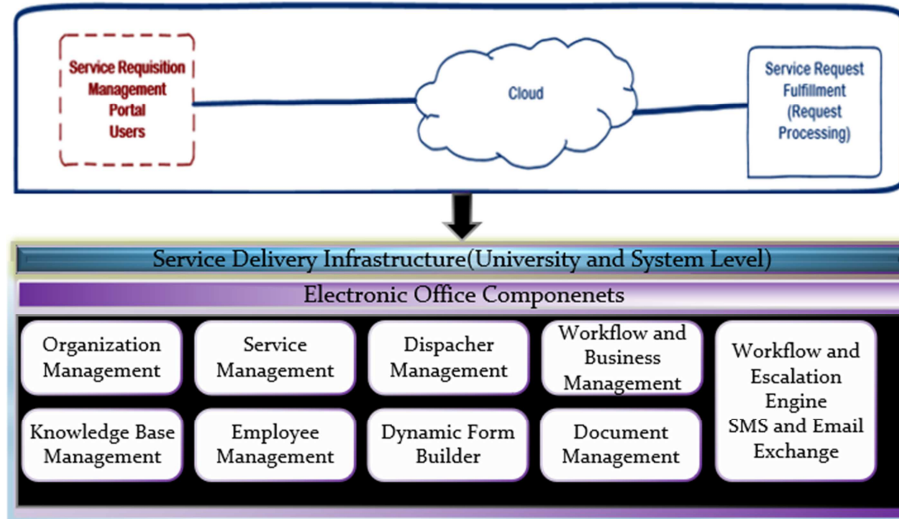 Service Requisition
Management
Portal
Users
Cloud
Service Request
Fulfillment
(Request
Processing)
Service Delivery Infrastructure(University and System Level)
Electronic Office Componenets
Organization
Management
Service
Management
Dispacher
Management
Workflow and
Business
Management
Workflow and
Escalation
Engine
SMS and Email
Exchange
Knowledge Base
Management
Employee
Management
Dynamic Form
Builder
Document
Management